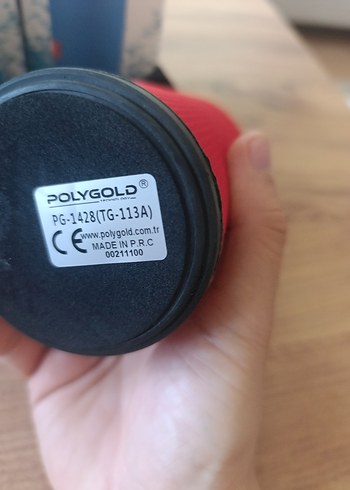 POLYGOLD®
PG-1428(TG-113A)
CE www.polygold.com.tr
MADE IN P.R.C
00211100